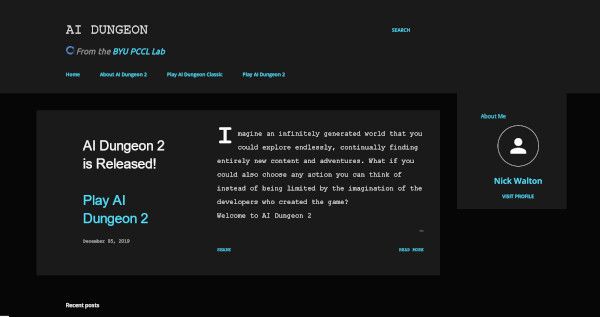 AI DUNGEON
SEARCH
From the BYU PCCL Lab
Home
About AI Dungeon 2
Play AI Dungeon Classic
Play AI Dungeon 2
About Me
Nick Walton
VISIT PROFILE
AI Dungeon 2
is Released!
Play AI
Dungeon 2
December 05, 2019
Imagine an infinitely generated world that you
could explore endlessly, continually finding
entirely new content and adventures. What if you
could also choose any action you can think of
instead of being limited by the imagination of the
developers who created the game?
Welcome to AI Dungeon 2
…
SHARE
READ MORE
Recent posts